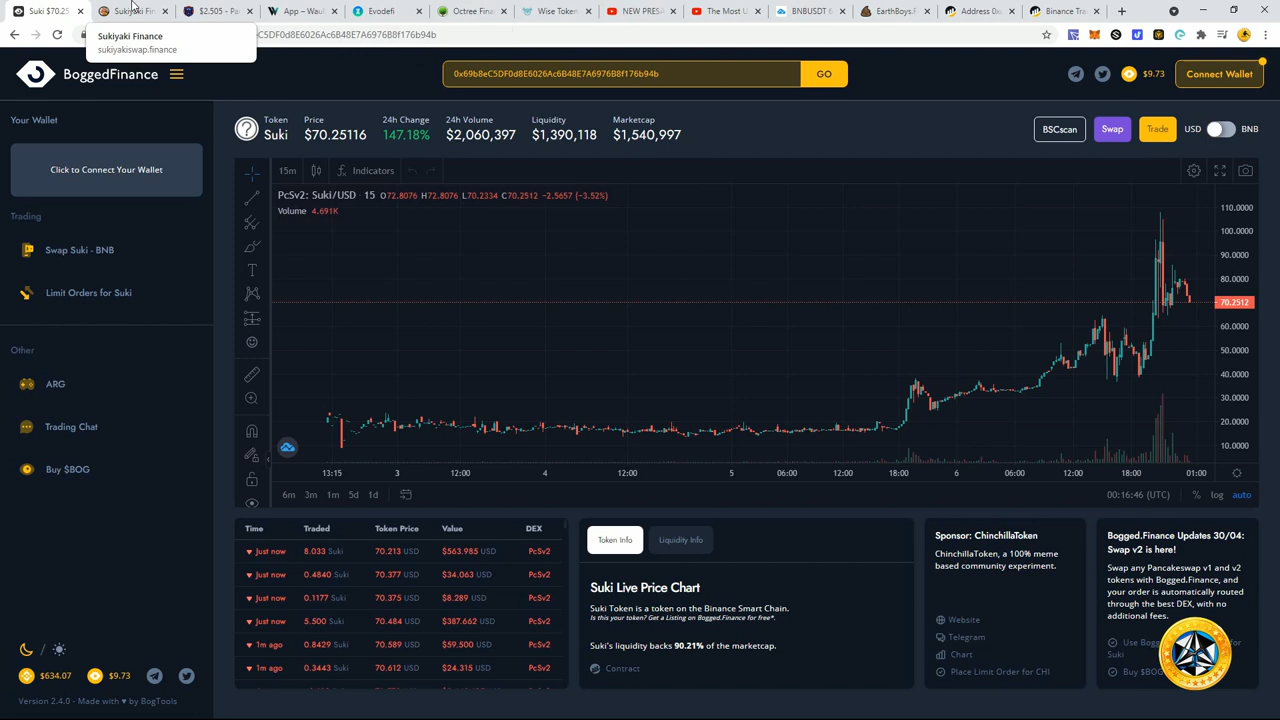 Suki $70.25
Sukiyaki Fin
$2.505 - Pa
App – Waul
Evodefi
Octree Fina
Wise Token
NEW PRESA
The Most U
BNBUSDT 6
EarthBoys.F
Address 0x
Binance Tra
Sukiyaki Finance
sukiyakiswap.finance
CDF0d8E6026Ac6B48E7A6976B8f176b94b
BoggedFinance
0x69b8eC5DF0d8E6026Ac6B48E7A6976B8f176b94b
GO
$9.73
Connect Wallet
Your Wallet
Click to Connect Your Wallet
Trading
Swap Suki - BNB
Limit Orders for Suki
Other
ARG
Trading Chat
Buy $BOG
$634.07
$9.73
Version 2.4.0 - Made with ♥ by BogTools
Token
Suki
Price
$70.25116
24h Change
147.18%
24h Volume
$2,060,397
Liquidity
$1,390,118
Marketcap
$1,540,997
BSCscan
Swap
Trade
USD
BNB
15m
Indicators
PcSv2: Suki/USD • 15 O72.8076 H72.8076 L70.2334 C70.2512 −2.5657 (−3.52%)
Volume 4.691K
110.0000
100.0000
90.0000
80.0000
70.2512
60.0000
50.0000
40.0000
30.0000
20.0000
10.0000
13:15 3 12:00 4 12:00 5 06:00 12:00 18:00 6 06:00 12:00 18:00 01:00
6m 3m 1m 5d 1d
00:16:46 (UTC) % log auto
Time Traded Token Price Value DEX
Just now 8.033 Suki 70.213 USD $563.985 USD PcSv2
Just now 0.4840 Suki 70.377 USD $34.063 USD PcSv2
Just now 0.1177 Suki 70.375 USD $8.289 USD PcSv2
Just now 5.500 Suki 70.484 USD $387.662 USD PcSv2
1m ago 0.8429 Suki 70.589 USD $59.500 USD PcSv2
1m ago 0.3443 Suki 70.612 USD $24.315 USD PcSv2
Token Info
Liquidity Info
Suki Live Price Chart
Suki Token is a token on the Binance Smart Chain.
Is this your token? Get a Listing on Bogged.Finance for free*.
Suki's liquidity backs 90.21% of the marketcap.
Contract
Sponsor: ChinchillaToken
ChinchillaToken, a 100% meme
based community experiment.
Website
Telegram
Chart
Place Limit Order for CHI
Bogged.Finance Updates 30/04:
Swap v2 is here!
Swap any Pancakeswap v1 and v2
tokens with Bogged.Finance, and
your order is automatically routed
through the best DEX, with no
additional fees.
Use Bogg
for
Suki
Buy $BOG